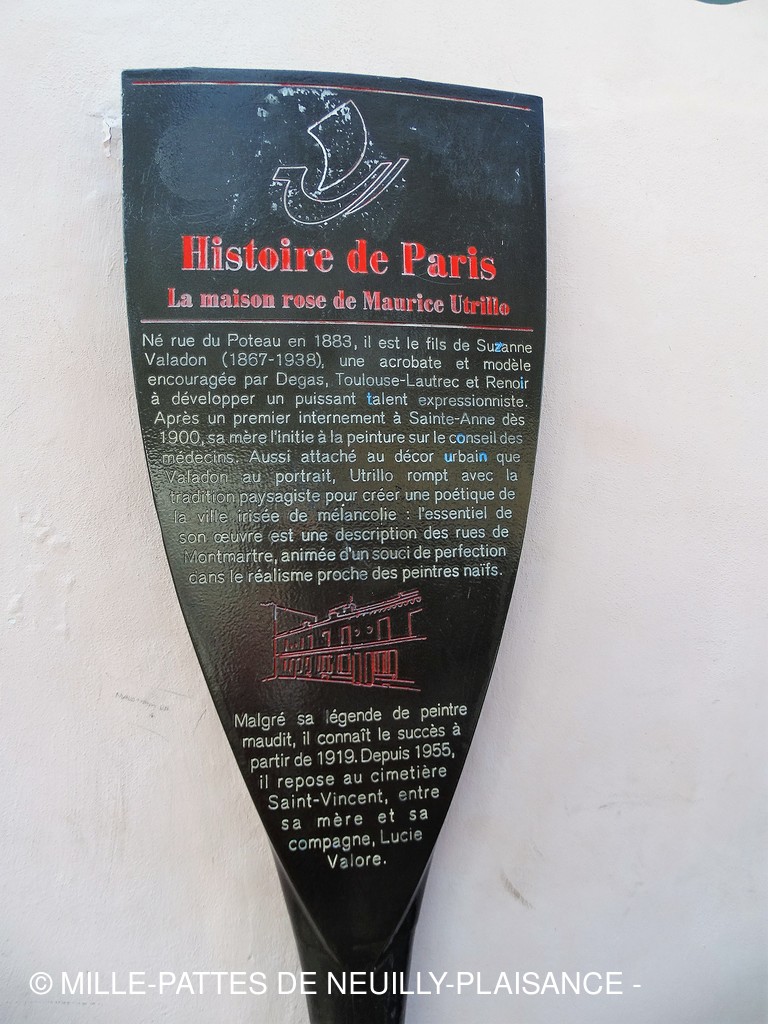 Histoire de Paris
La maison rose de Maurice Utrillo
Né rue du Poteau en 1883, il est le fils de Suzanne
Valadon (1867-1938), une acrobate et modèle
encouragée par Degas, Toulouse-Lautrec et Renoir
à développer un puissant talent expressionniste.
Après un premier internement à Sainte-Anne dès
1900, sa mère l'initie à la peinture sur le conseil des
médecins. Aussi attaché au décor urbain que
Valadon au portrait, Utrillo rompt avec la
tradition paysagiste pour créer une poétique de
la ville irisée de mélancolie : l'essentiel de
son œuvre est une description des rues de
Montmartre, animée d'un souci de perfection
dans le réalisme proche des peintres naïfs.
Malgré sa légende de peintre
maudit, il connaît le succès à
partir de 1919. Depuis 1955,
il repose au cimetière
Saint-Vincent, entre
sa mère et sa
compagne, Lucie
Valore.
© MILLE-PATTES DE NEUILLY-PLAISANCE -